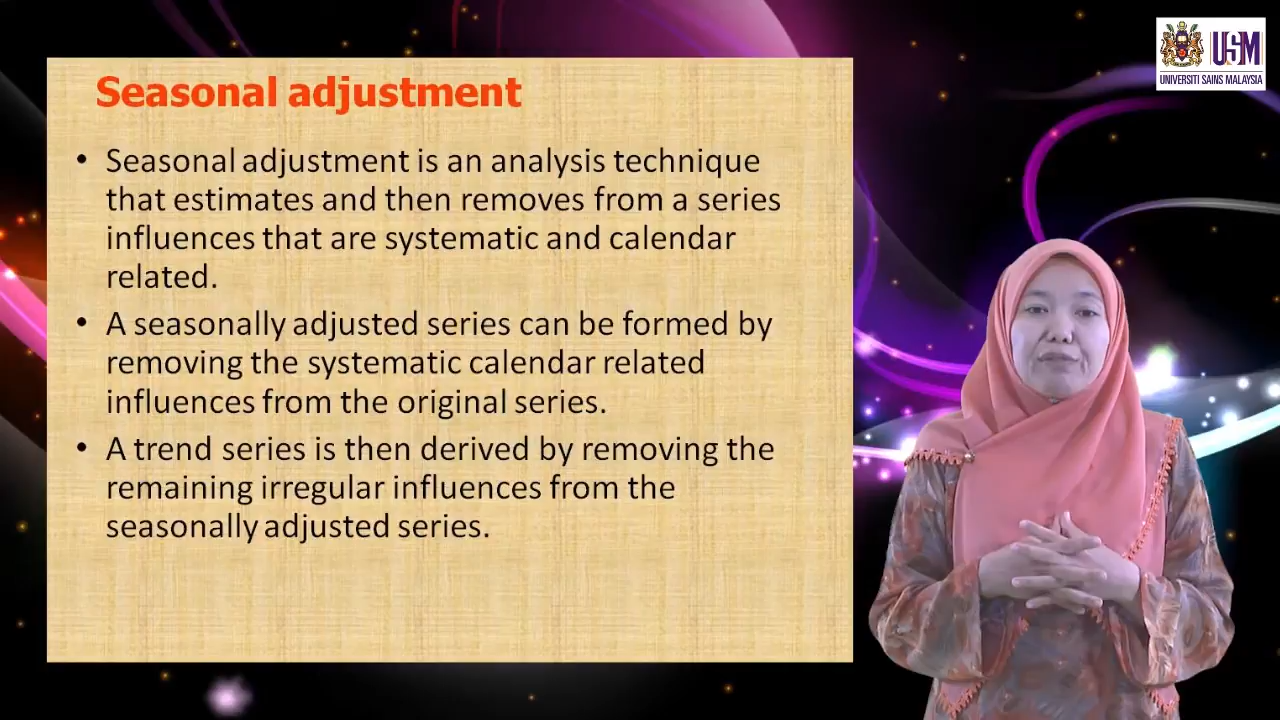 Seasonal adjustment
• Seasonal adjustment is an analysis technique
that estimates and then removes from a series
influences that are systematic and calendar
related.
• A seasonally adjusted series can be formed by
removing the systematic calendar related
influences from the original series.
• A trend series is then derived by removing the
remaining irregular influences from the
seasonally adjusted series.
USM
UNIVERSITI SAINS MALAYSIA